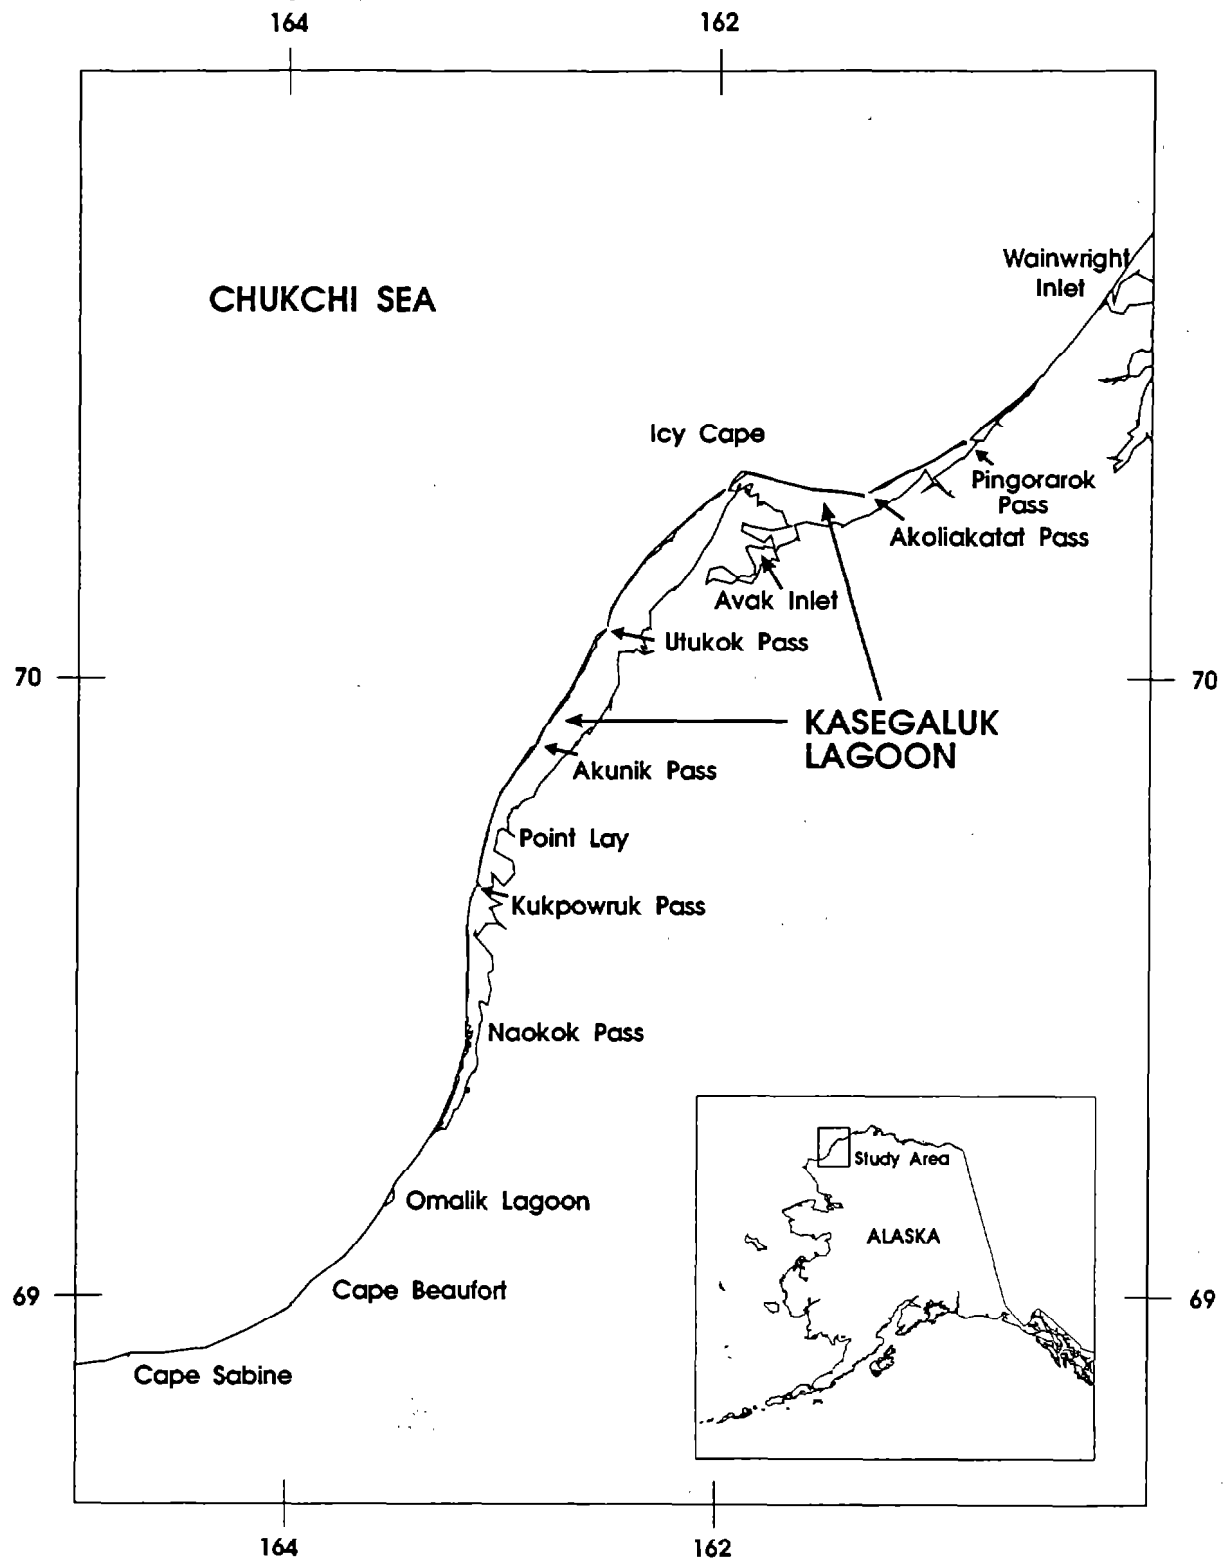 164
162
CHUKCHI SEA
Wainwright
Inlet
Icy Cape
Pingorarok
Pass
Akoliakatat Pass
Avak Inlet
Utukok Pass
70
70
KASEGALUK
LAGOON
Akunik Pass
Point Lay
Kukpowruk Pass
Naokok Pass
Study Area
Omalik Lagoon
ALASKA
Cape Beaufort
69
69
Cape Sabine
164
162